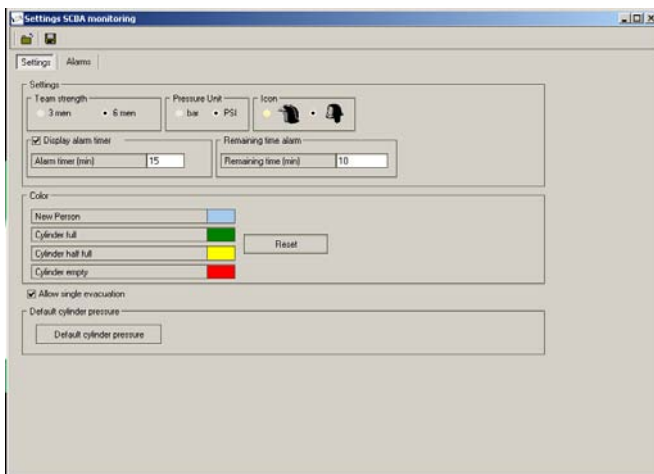 Settings SCBA monitoring
Settings Alarms
Settings
Team strength Pressure Unit Icon
3 men 6 men bar PSI
Display alarm timer Remaining time alarm
Alarm timer (min) 15 Remaining time (min) 10
Color
New Person
Cylinder full
Reset
Cylinder half full
Cylinder empty
Allow single evacuation
Default cylinder pressure
Default cylinder pressure